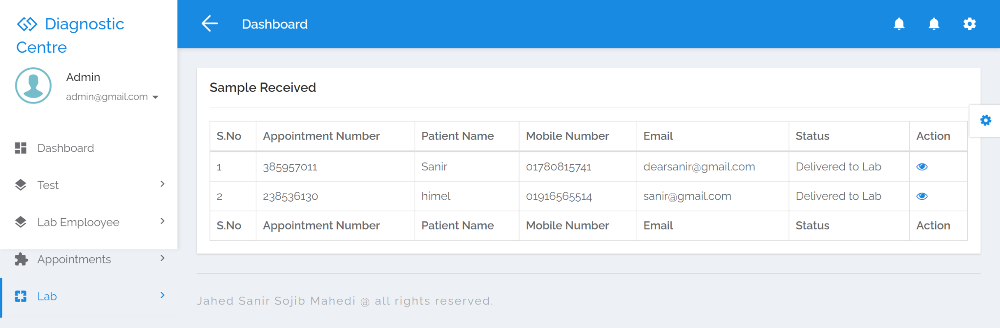 Diagnostic
Centre
Admin
admin@gmail.com
Dashboard
Test
Lab Emplooyee
Appointments
Lab
Dashboard
Sample Received
S.No Appointment Number Patient Name Mobile Number Email Status Action
1 385957011 Sanir 01780815741 dearsanir@gmail.com Delivered to Lab
2 238536130 himel 01916565514 sanir@gmail.com Delivered to Lab
S.No Appointment Number Patient Name Mobile Number Email Status Action
Jahed Sanir Sojib Mahedi @ all rights reserved.